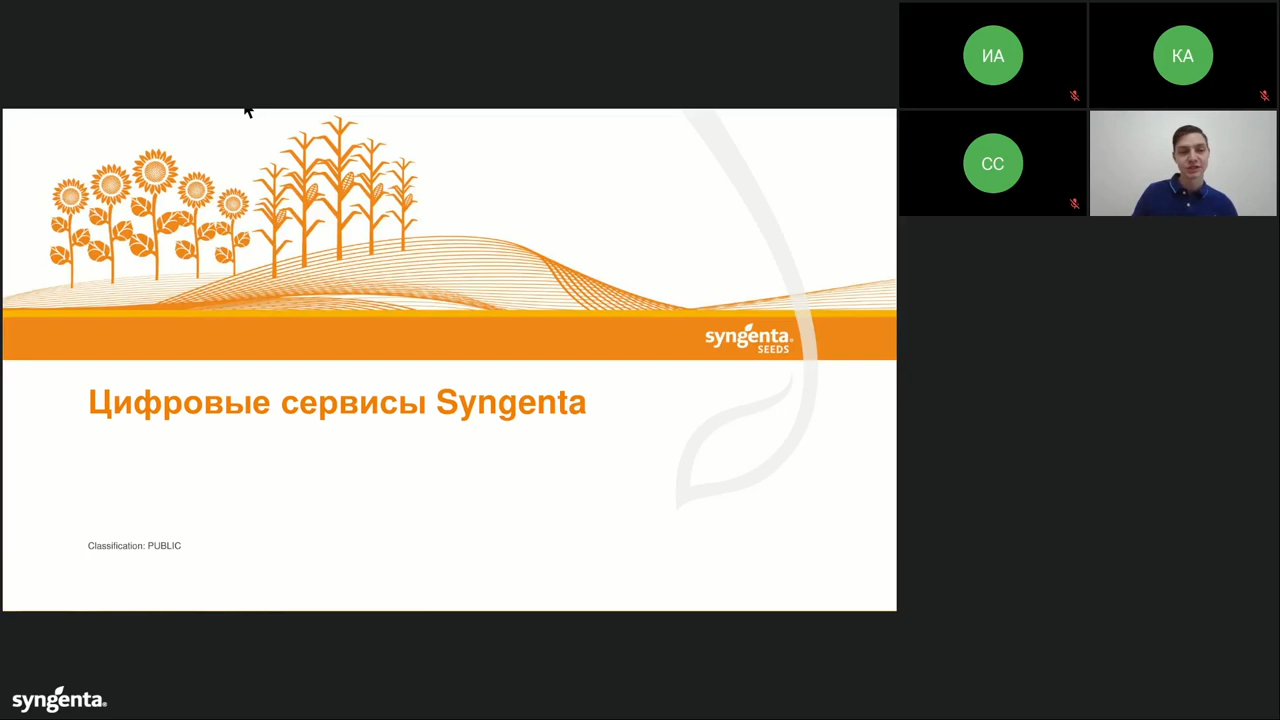 ИА
КА
СС
syngenta®
SEEDS
Цифровые сервисы Syngenta
Classification: PUBLIC
syngenta®